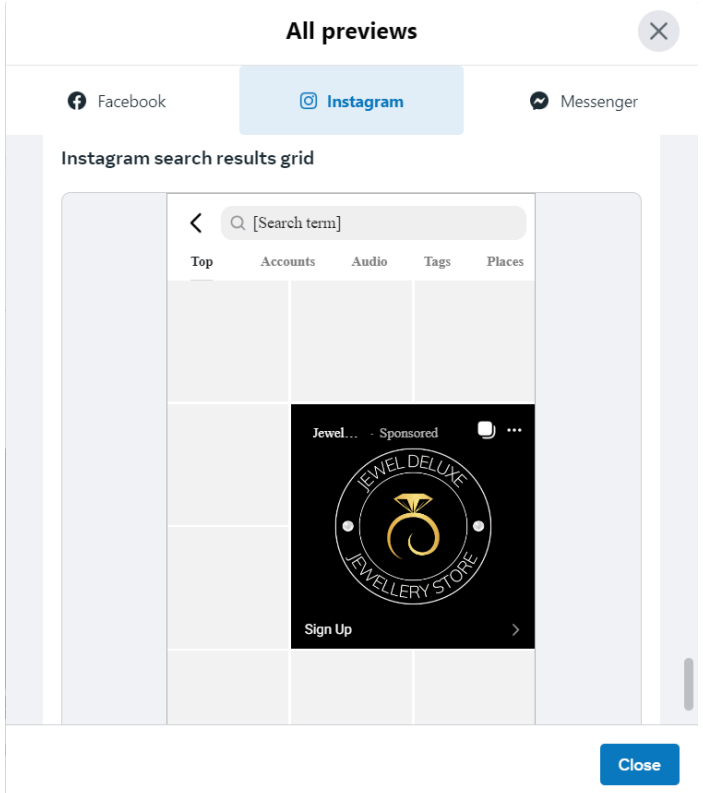 All previews
Facebook
Instagram
Messenger
Instagram search results grid
[Search term]
Top Accounts Audio Tags Places
Jewel... · Sponsored
JEWEL DELUXE
JEWELLERY STORE
Sign Up
Close